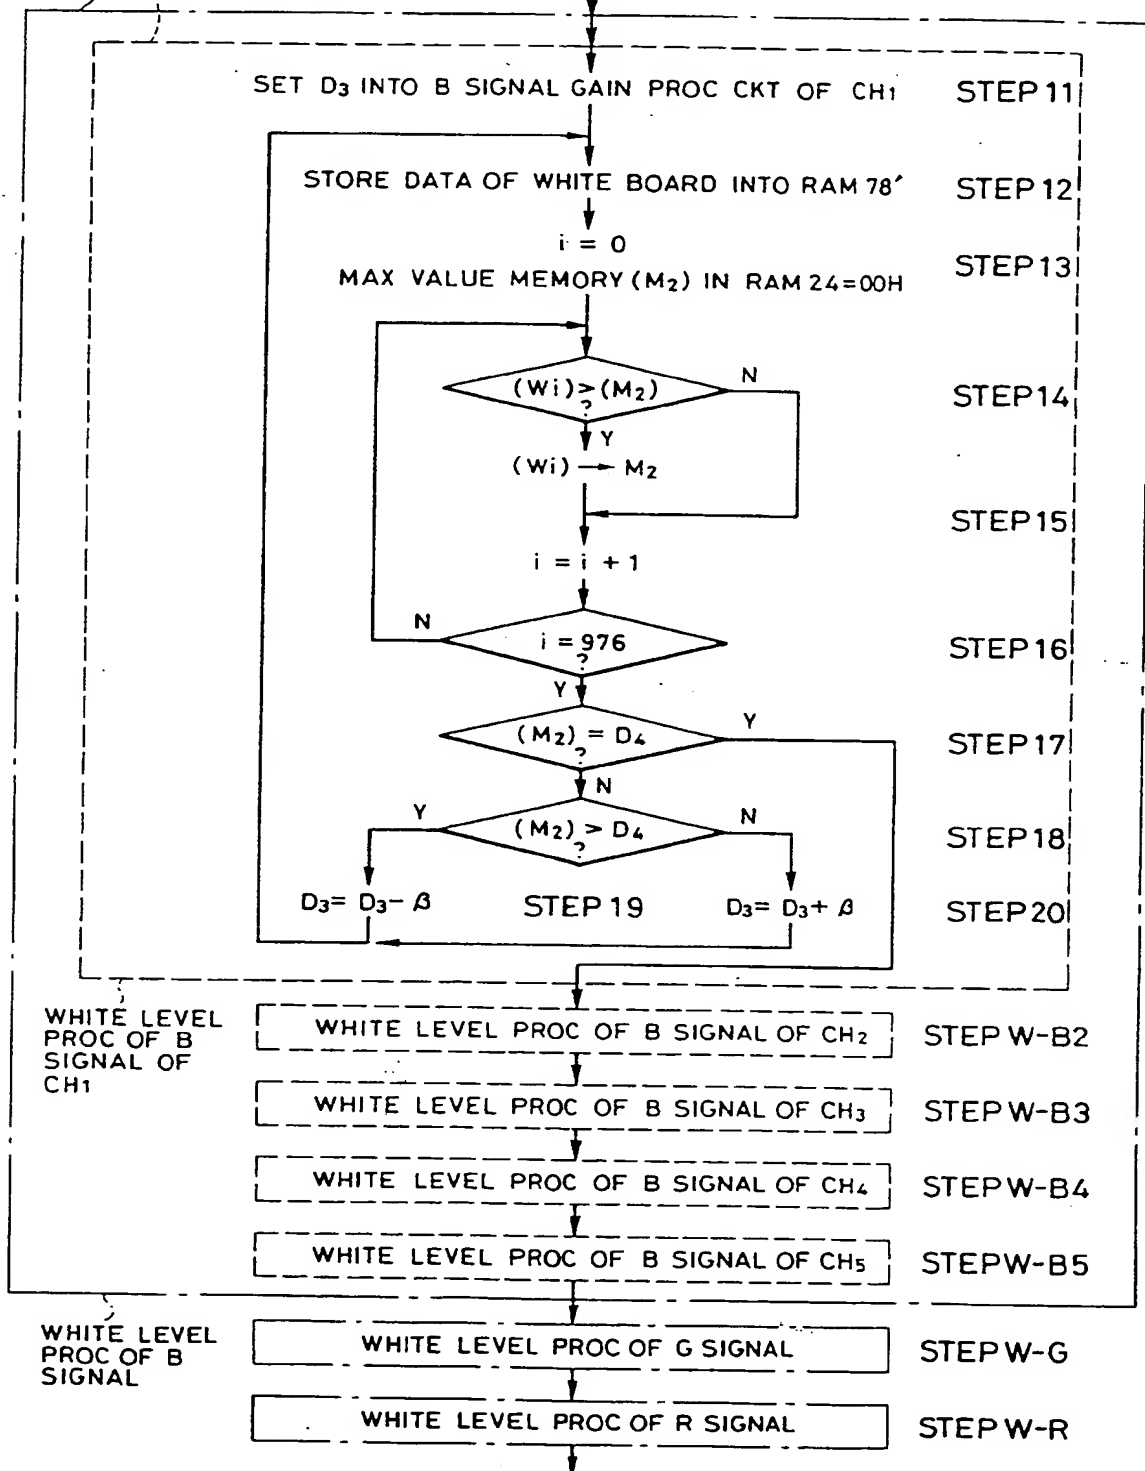 SET D3 INTO B SIGNAL GAIN PROC CKT OF CH1 STEP 11
STORE DATA OF WHITE BOARD INTO RAM 78′ STEP 12
i = 0
STEP 13
MAX VALUE MEMORY (M2) IN RAM 24=00H
(Wi) > (M2) ? N STEP 14
Y
(Wi) → M2
STEP 15
i = i + 1
N
i = 976 ? STEP 16
Y
(M2) = D4 ? Y STEP 17
N
Y (M2) > D4 ? N STEP 18
D3= D3- β STEP 19 D3= D3+ β STEP 20
WHITE LEVEL PROC OF B SIGNAL OF CH1
WHITE LEVEL PROC OF B SIGNAL OF CH2 STEP W-B2
WHITE LEVEL PROC OF B SIGNAL OF CH3 STEP W-B3
WHITE LEVEL PROC OF B SIGNAL OF CH4 STEP W-B4
WHITE LEVEL PROC OF B SIGNAL OF CH5 STEP W-B5
WHITE LEVEL PROC OF B SIGNAL
WHITE LEVEL PROC OF G SIGNAL STEP W-G
WHITE LEVEL PROC OF R SIGNAL STEP W-R